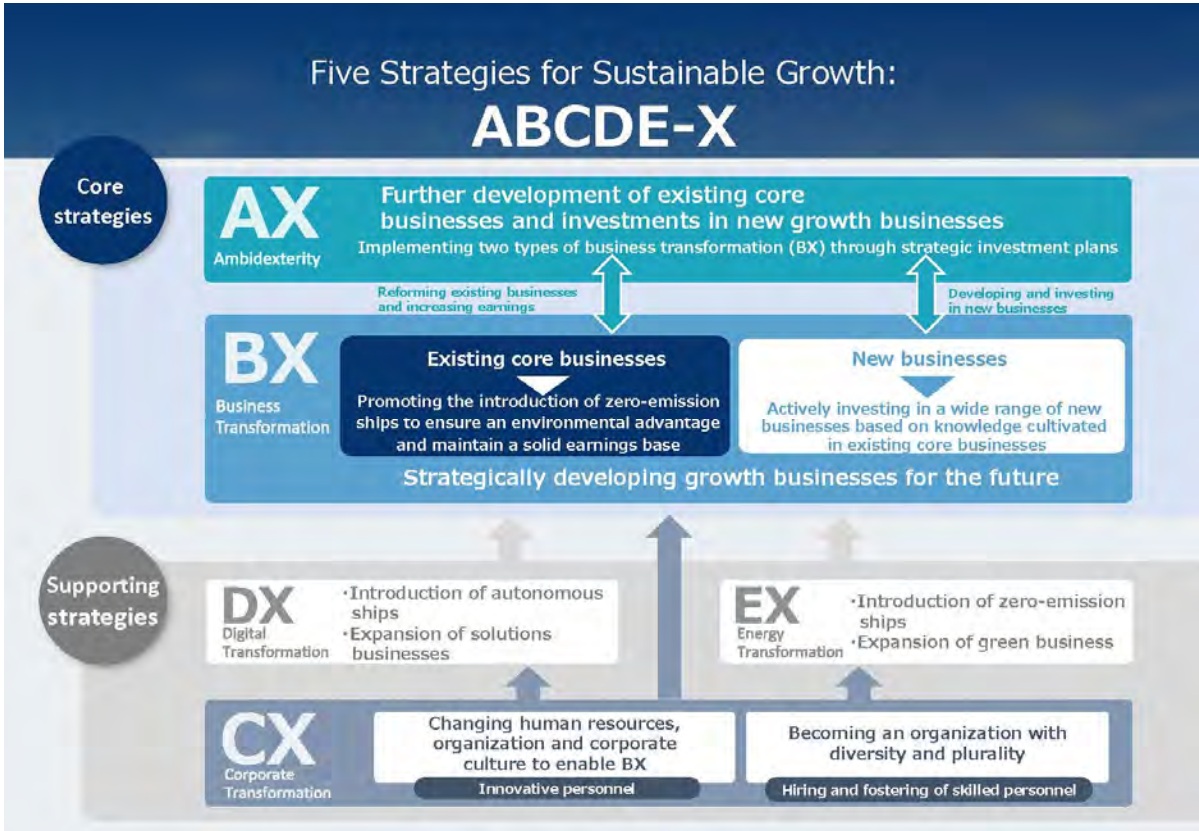 Five Strategies for Sustainable Growth:
ABCDE-X
Core
strategies
AX
Ambidexterity
Further development of existing core
businesses and investments in new growth businesses
Implementing two types of business transformation (BX) through strategic investment plans
Reforming existing businesses
and increasing earnings
Developing and investing
in new businesses
BX
Business
Transformation
Existing core businesses
Promoting the introduction of zero-emission
ships to ensure an environmental advantage
and maintain a solid earnings base
New businesses
Actively investing in a wide range of new
businesses based on knowledge cultivated
in existing core businesses
Strategically developing growth businesses for the future
Supporting
strategies
DX
Digital
Transformation
・Introduction of autonomous
ships
・Expansion of solutions
businesses
EX
Energy
Transformation
・Introduction of zero-emission
ships
・Expansion of green business
CX
Corporate
Transformation
Changing human resources,
organization and corporate
culture to enable BX
Innovative personnel
Becoming an organization with
diversity and plurality
Hiring and fostering of skilled personnel